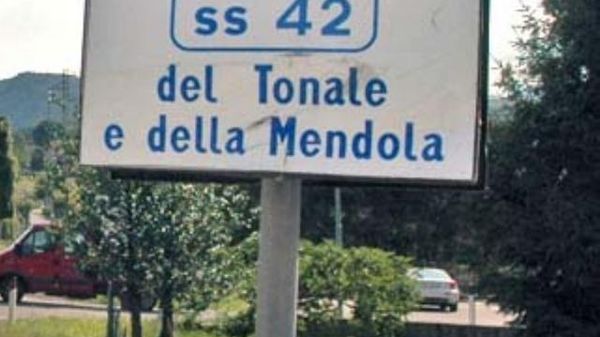 ss 42
del Tonale
e della Mendola